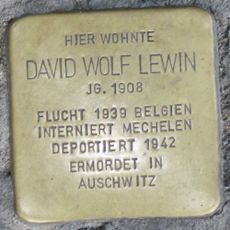 HIER WOHNTE
DAVID WOLF LEWIN
JG. 1908
FLUCHT 1939 BELGIEN
INTERNIERT MECHELEN
DEPORTIERT 1942
ERMORDET IN
AUSCHWITZ